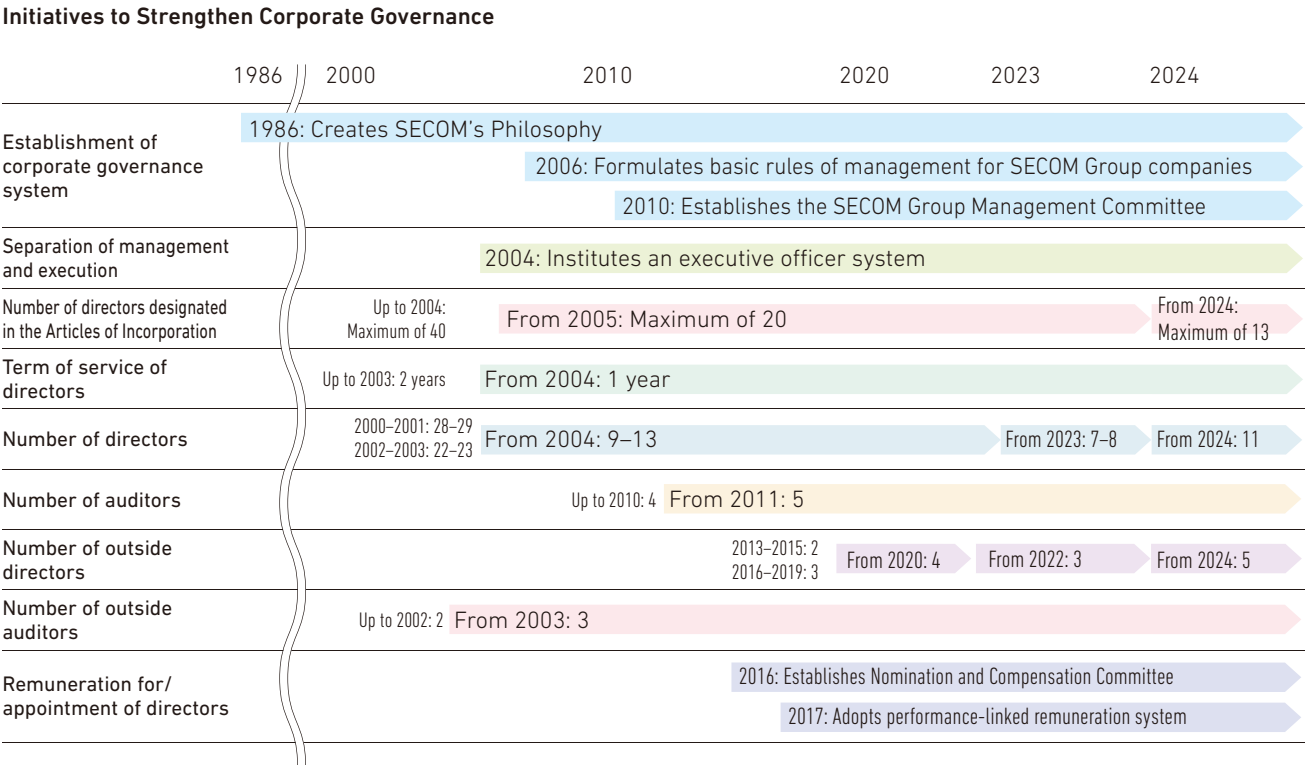 Initiatives to Strengthen Corporate Governance
1986 2000 2010 2020 2023 2024
Establishment of
corporate governance
system
1986: Creates SECOM’s Philosophy
2006: Formulates basic rules of management for SECOM Group companies
2010: Establishes the SECOM Group Management Committee
Separation of management
and execution
2004: Institutes an executive officer system
Number of directors designated
in the Articles of Incorporation
Up to 2004:
Maximum of 40
From 2005: Maximum of 20
From 2024:
Maximum of 13
Term of service of
directors
Up to 2003: 2 years
From 2004: 1 year
Number of directors
2000–2001: 28–29
2002–2003: 22–23
From 2004: 9–13
From 2023: 7–8
From 2024: 11
Number of auditors
Up to 2010: 4
From 2011: 5
Number of outside
directors
2013–2015: 2
2016–2019: 3
From 2020: 4
From 2022: 3
From 2024: 5
Number of outside
auditors
Up to 2002: 2
From 2003: 3
Remuneration for/
appointment of directors
2016: Establishes Nomination and Compensation Committee
2017: Adopts performance-linked remuneration system